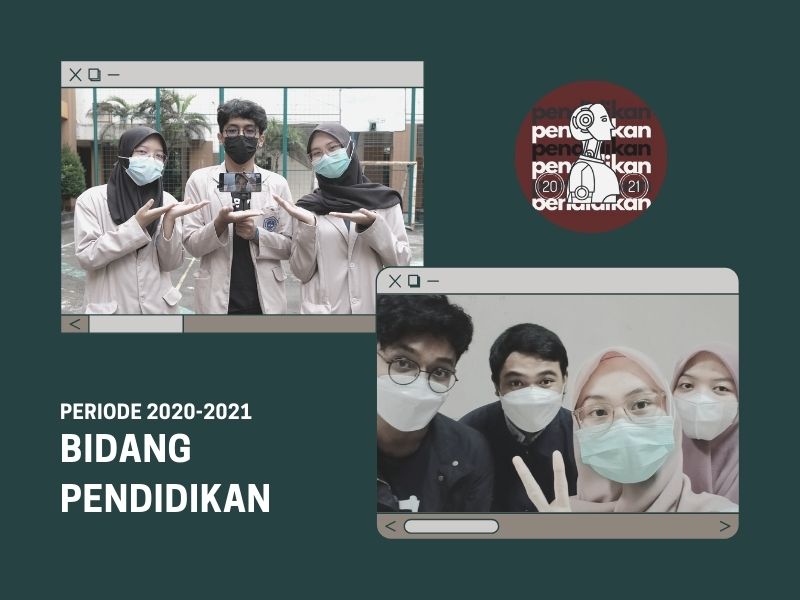 pendidikan
pendidikan
pendidikan
pendidikan
20 21
pendidikan
PERIODE 2020-2021
BIDANG
PENDIDIKAN